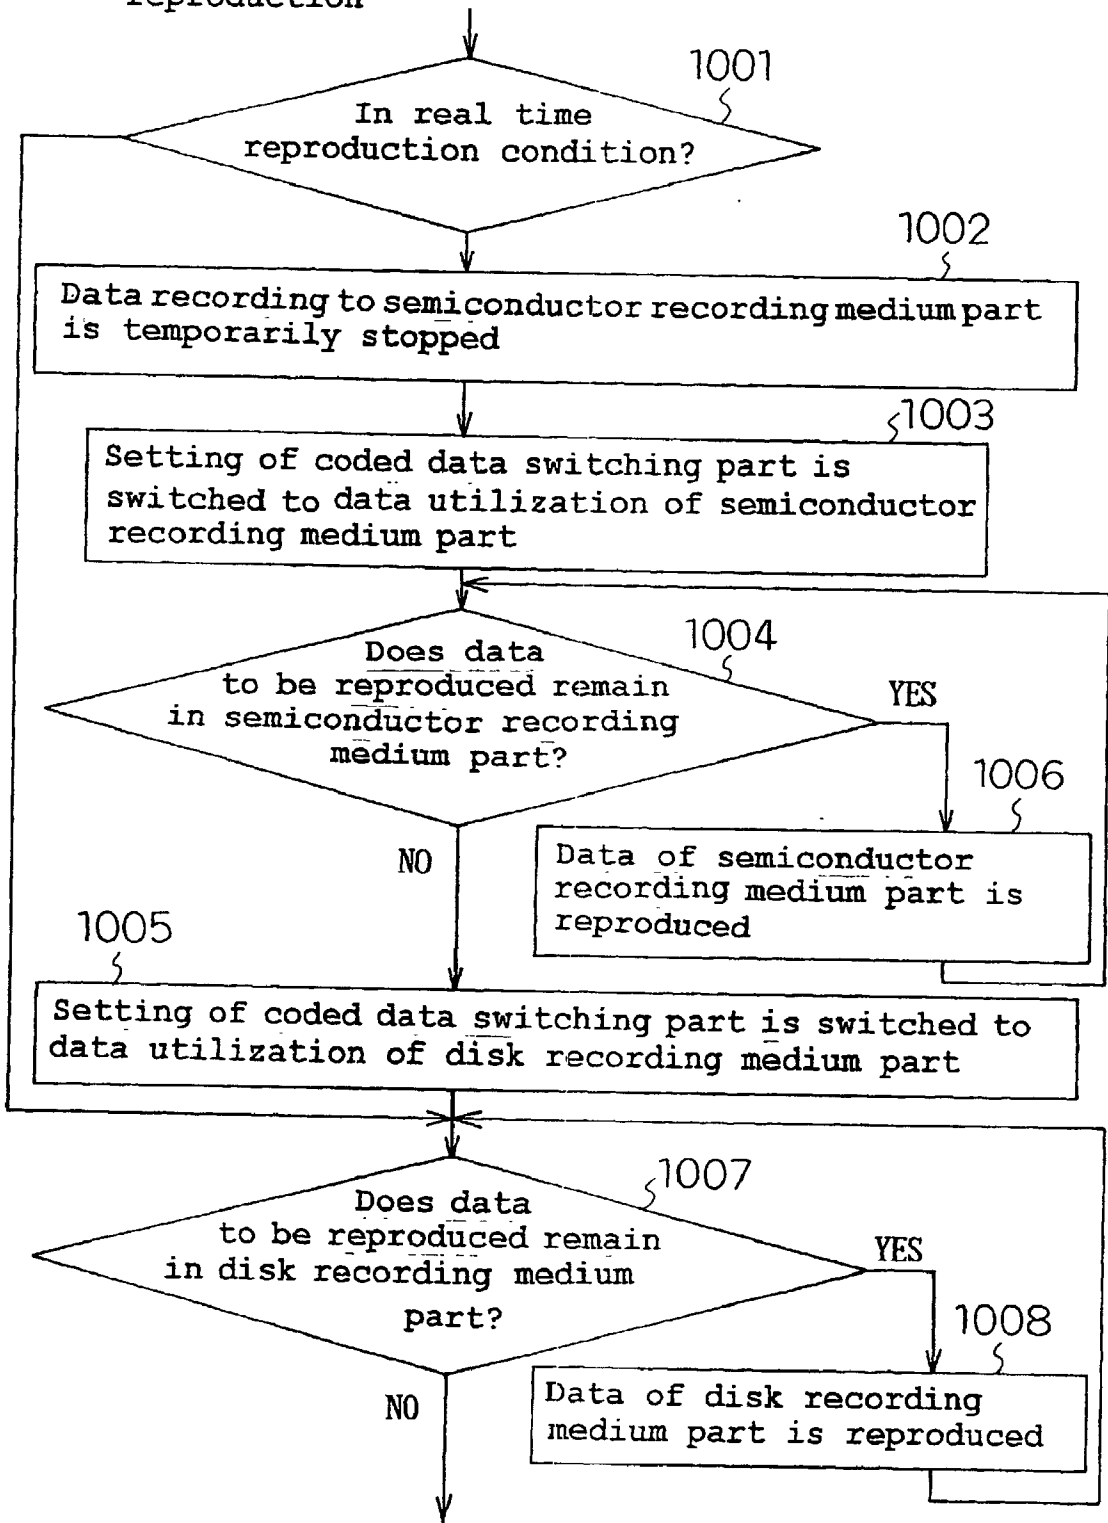 reproduction
1001
In real time
reproduction condition?
1002
Data recording to semiconductor recording medium part
is temporarily stopped
1003
Setting of coded data switching part is
switched to data utilization of semiconductor
recording medium part
1004
Does data
to be reproduced remain
in semiconductor recording
medium part?
YES
1006
NO
Data of semiconductor
recording medium part is
reproduced
1005
Setting of coded data switching part is switched to
data utilization of disk recording medium part
1007
Does data
to be reproduced remain
in disk recording medium
part?
YES
1008
NO
Data of disk recording
medium part is reproduced